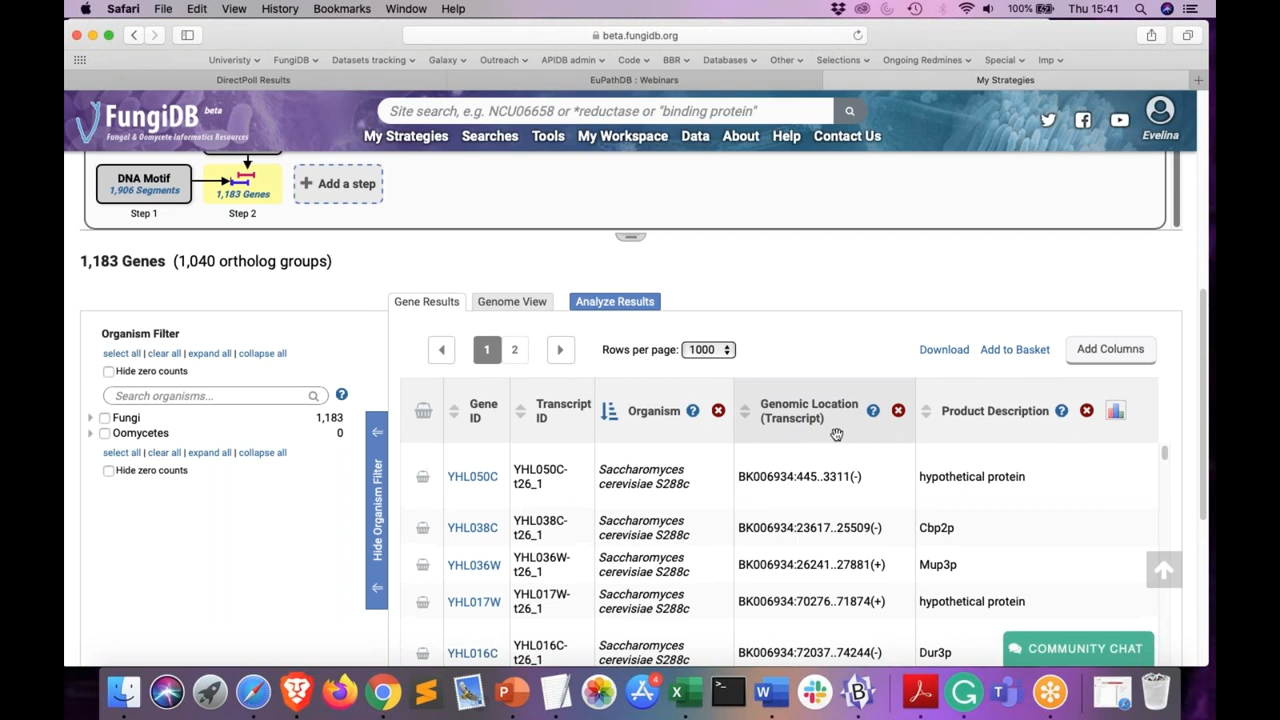 Safari File Edit View History Bookmarks Window Help 100% Thu 15:41
beta.fungidb.org
Univeristy FungiDB Datasets tracking Galaxy Outreach APIDB admin Code BBR Databases Other Selections Ongoing Redmines Special Imp
DirectPoll Results EuPathDB : Webinars My Strategies
FungiDB beta
Fungal & Oomycete Informatics Resources
Site search, e.g. NCU06658 or *reductase or "binding protein"
My Strategies Searches Tools My Workspace Data About Help Contact Us
Evelina
DNA Motif
1,906 Segments
1,183 Genes
+ Add a step
Step 1 Step 2
1,183 Genes (1,040 ortholog groups)
Gene Results Genome View Analyze Results
Organism Filter
select all | clear all | expand all | collapse all
Hide zero counts
Search organisms...
Fungi 1,183
Oomycetes 0
select all | clear all | expand all | collapse all
Hide zero counts
Hide Organism Filter
1 2 Rows per page: 1000 Download Add to Basket Add Columns
Gene ID Transcript ID Organism Genomic Location (Transcript) Product Description
YHL050C YHL050C-t26_1 Saccharomyces cerevisiae S288c BK006934:445..3311(-) hypothetical protein
YHL038C YHL038C-t26_1 Saccharomyces cerevisiae S288c BK006934:23617..25509(-) Cbp2p
YHL036W YHL036W-t26_1 Saccharomyces cerevisiae S288c BK006934:26241..27881(+) Mup3p
YHL017W YHL017W-t26_1 Saccharomyces cerevisiae S288c BK006934:70276..71874(+) hypothetical protein
YHL016C YHL016C-t26_1 Saccharomyces cerevisiae S288c BK006934:72037..74244(-) Dur3p
COMMUNITY CHAT
4